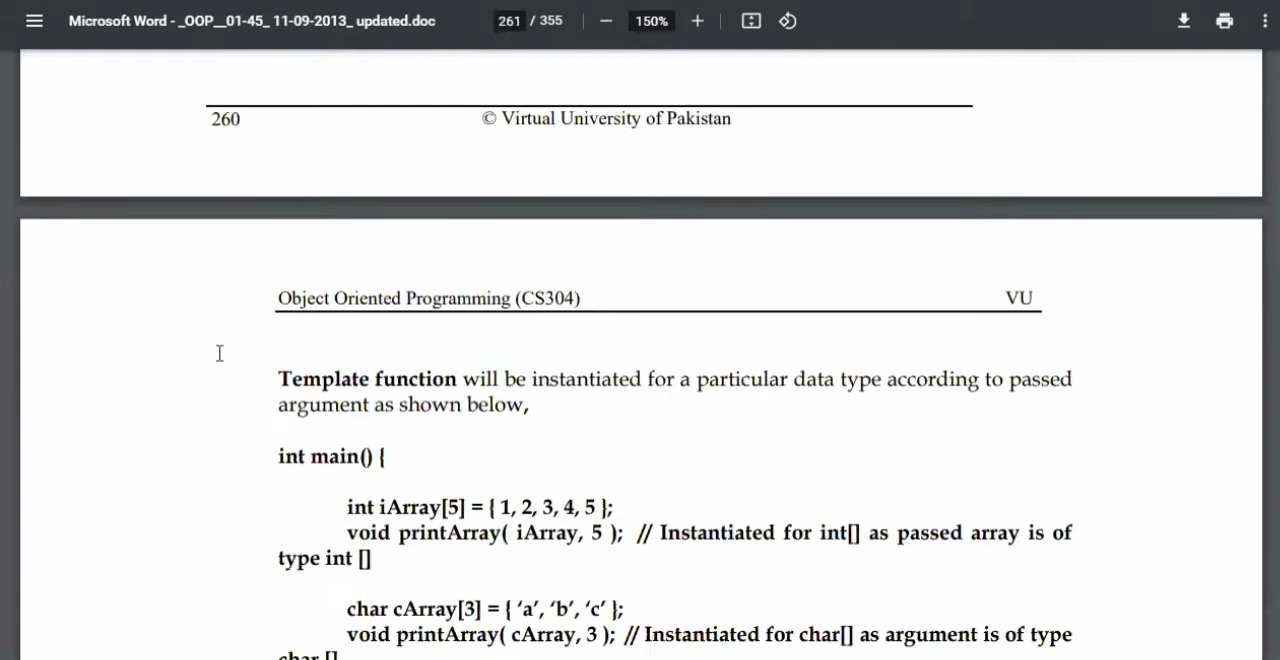 Microsoft Word - _OOP__01-45_ 11-09-2013_ updated.doc 261 / 355 − 150% +
260 © Virtual University of Pakistan
Object Oriented Programming (CS304) VU
Template function will be instantiated for a particular data type according to passed
argument as shown below,
int main() {
int iArray[5] = { 1, 2, 3, 4, 5 };
void printArray( iArray, 5 ); // Instantiated for int[] as passed array is of
type int []
char cArray[3] = { ‘a’, ‘b’, ‘c’ };
void printArray( cArray, 3 ); // Instantiated for char[] as argument is of type
char []